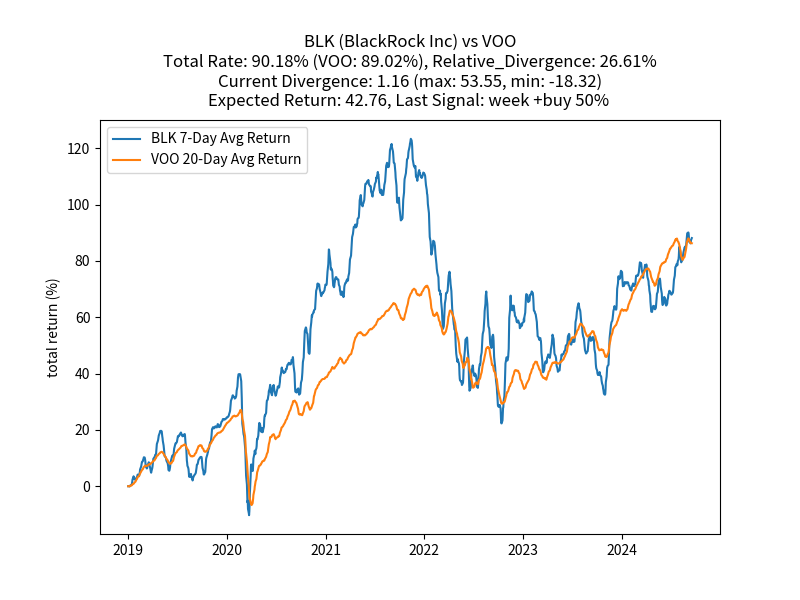 BLK (BlackRock Inc) vs VOO
Total Rate: 90.18% (VOO: 89.02%), Relative_Divergence: 26.61%
Current Divergence: 1.16 (max: 53.55, min: -18.32)
Expected Return: 42.76, Last Signal: week +buy 50%
BLK 7-Day Avg Return
VOO 20-Day Avg Return
total return (%)
120
100
80
60
40
20
0
2019 2020 2021 2022 2023 2024